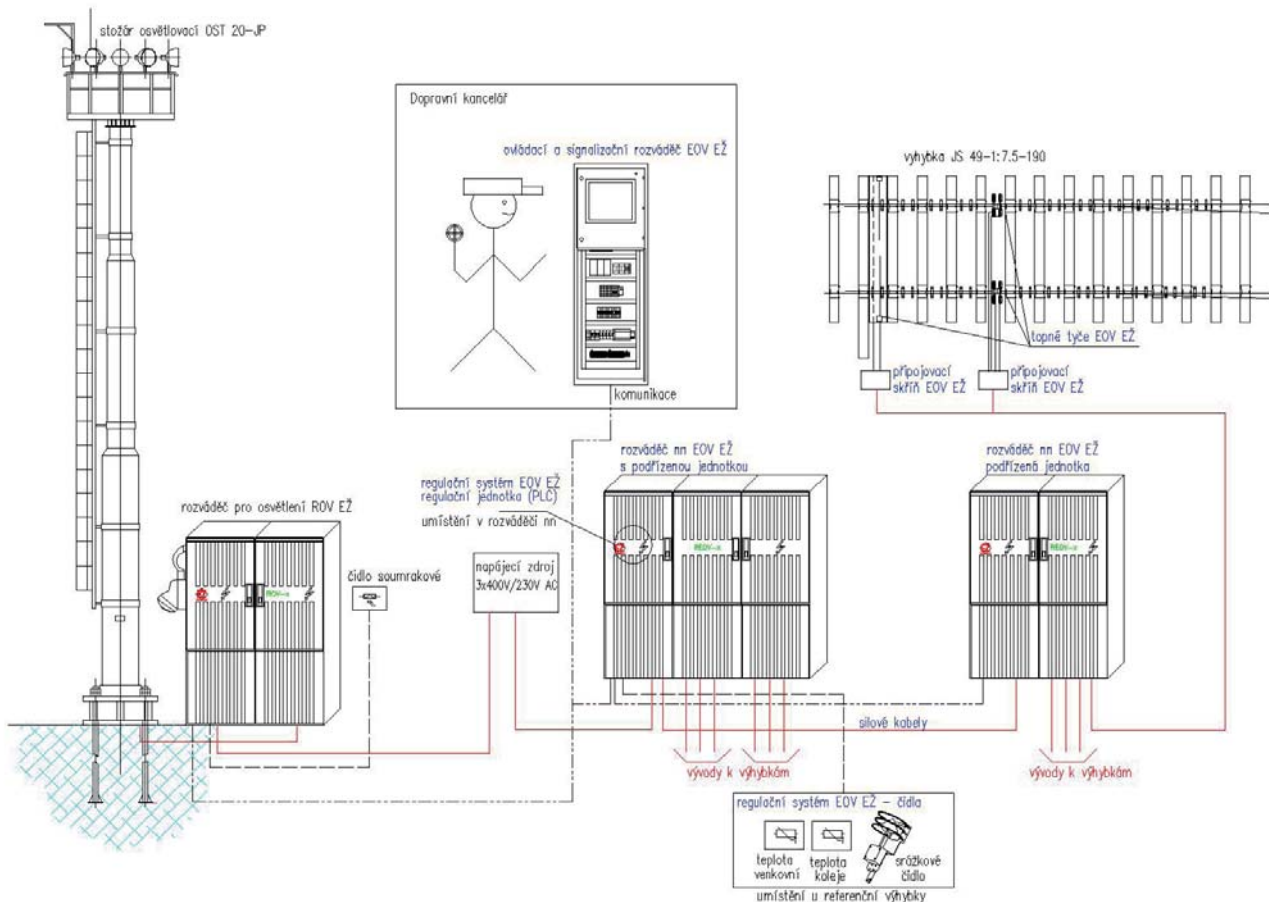 stožár osvětlovací OST 20-JP
Dopravní kancelář
ovládací a signalizační rozváděč EOV EŽ
komunikace
výhybka JS 49-1:7.5-190
topné tyče EOV EŽ
připojovací
skříň EOV EŽ
připojovací
skříň EOV EŽ
rozváděč nn EOV EŽ
s podřízenou jednotkou
rozváděč nn EOV EŽ
podřízená jednotka
regulační systém EOV EŽ
regulační jednotka (PLC)
umístění v rozváděči nn
rozváděč pro osvětlení ROV EŽ
čidlo soumrakové
napájecí zdroj
3x400V/230V AC
ROV-x
REOV-x
REOV-x
silové kabely
vývody k výhybkám
vývody k výhybkám
regulační systém EOV EŽ - čidla
teplota
venkovní
teplota
koleje
srážkové
čidlo
umístění u referenční výhybky